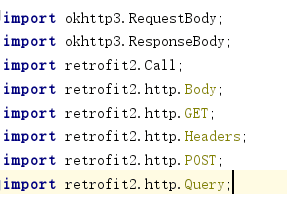 import okhttp3.RequestBody;
import okhttp3.ResponseBody;
import retrofit2.Call;
import retrofit2.http.Body;
import retrofit2.http.GET;
import retrofit2.http.Headers;
import retrofit2.http.POST;
import retrofit2.http.Query;